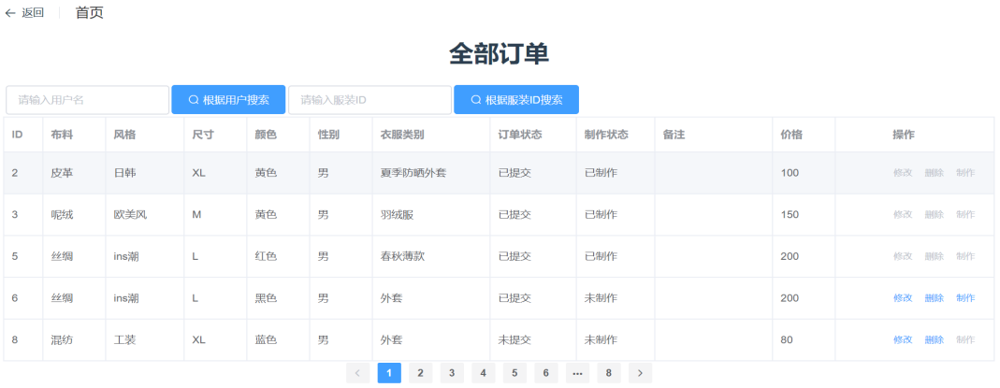 ← 返回 首页
全部订单
请输入用户名 根据用户搜索 请输入服装ID 根据服装ID搜索
ID 布料 风格 尺寸 颜色 性别 衣服类别 订单状态 制作状态 备注 价格 操作
2 皮革 日韩 XL 黄色 男 夏季防晒外套 已提交 已制作 100 修改 删除 制作
3 呢绒 欧美风 M 黄色 男 羽绒服 已提交 已制作 150 修改 删除 制作
5 丝绸 ins潮 L 红色 男 春秋薄款 已提交 已制作 200 修改 删除 制作
6 丝绸 ins潮 L 黑色 男 外套 已提交 未制作 200 修改 删除 制作
8 混纺 工装 XL 蓝色 男 外套 未提交 未制作 80 修改 删除 制作
< 1 2 3 4 5 6 ••• 8 >